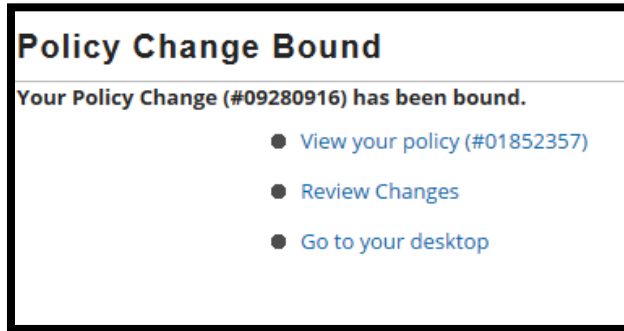 Policy Change Bound
Your Policy Change (#09280916) has been bound.
View your policy (#01852357)
Review Changes
Go to your desktop